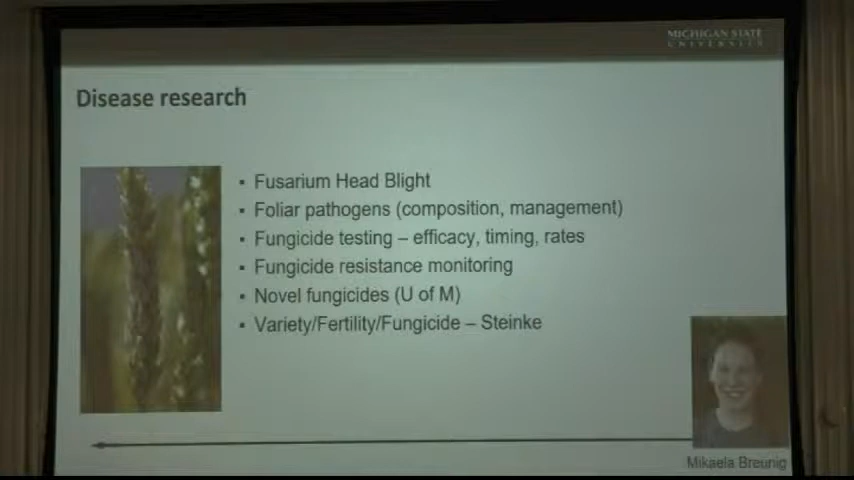 MICHIGAN STATE
UNIVERSITY
Disease research
▪ Fusarium Head Blight
▪ Foliar pathogens (composition, management)
▪ Fungicide testing – efficacy, timing, rates
▪ Fungicide resistance monitoring
▪ Novel fungicides (U of M)
▪ Variety/Fertility/Fungicide – Steinke
Mikaela Breunig